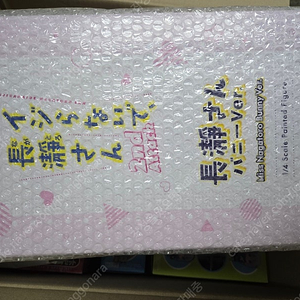 イジらないで、
長瀞さん
2nd Attack
長瀞さん
バニーVer.
Miss Nagatoro Bunny Ver.
1/4 Scale Painted Figure